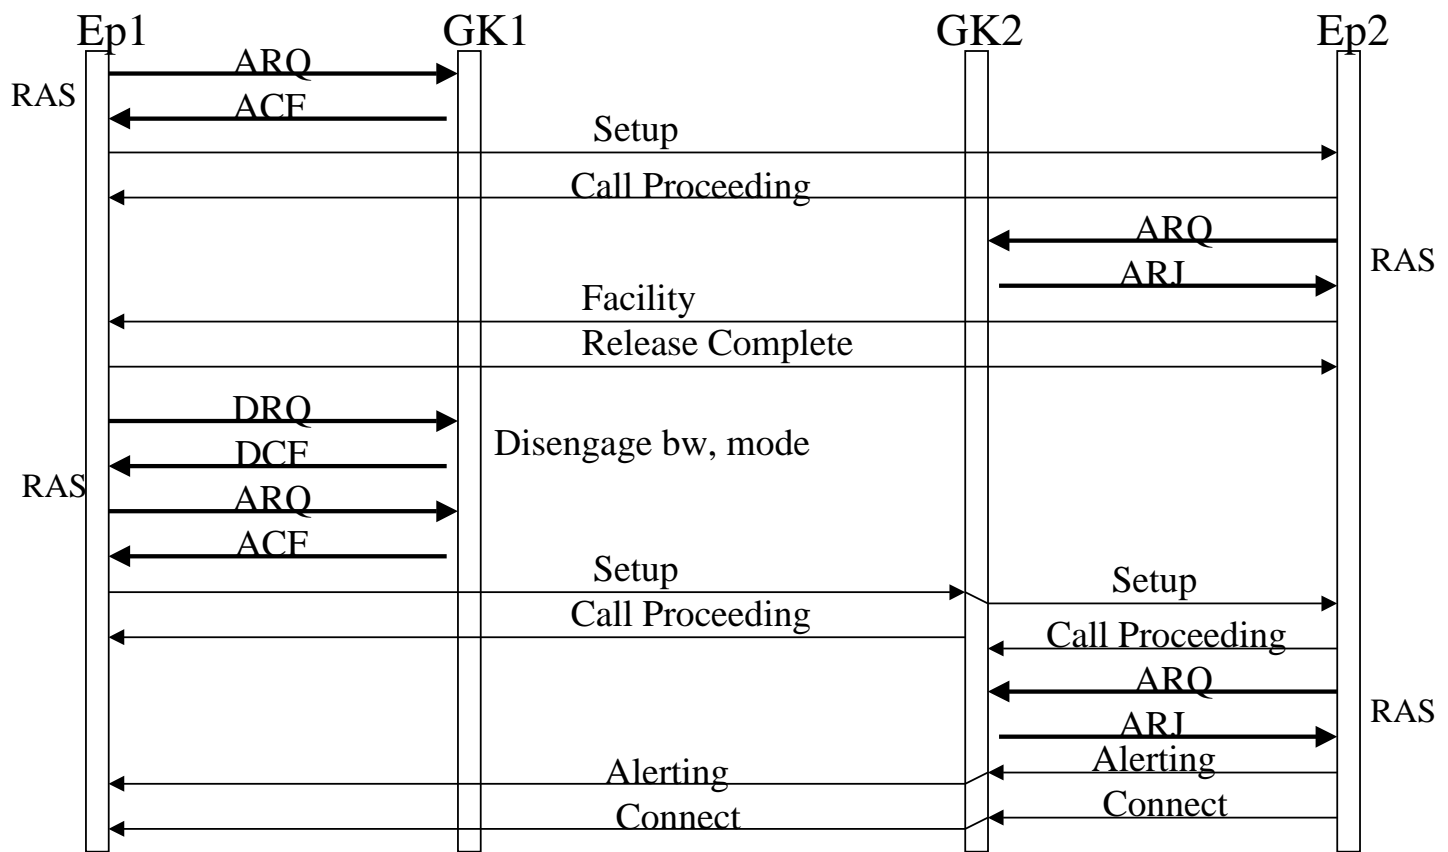 Ep1 GK1 GK2 Ep2
ARQ
RAS
ACF
Setup
Call Proceeding
ARQ
RAS
ARJ
Facility
Release Complete
DRQ
Disengage bw, mode
DCF
RAS
ARQ
ACF
Setup
Setup
Call Proceeding
Call Proceeding
ARQ
RAS
ARJ
Alerting
Alerting
Connect
Connect